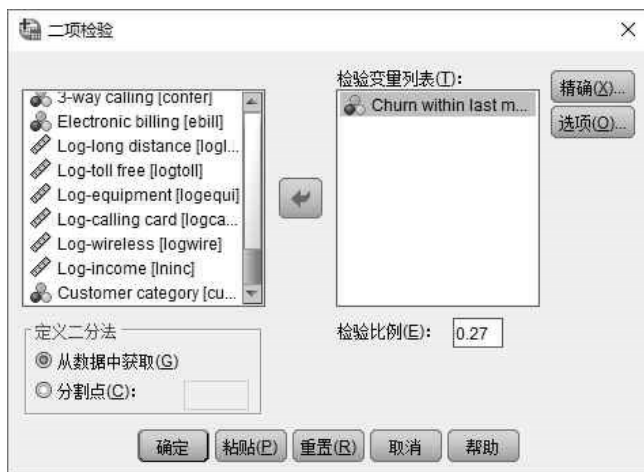 二项检验
检验变量列表(T):
3-way calling [confer]
Electronic billing [ebill]
Log-long distance [logl...
Log-toll free [logtoll]
Log-equipment [logequi]
Log-calling card [logca...
Log-wireless [logwire]
Log-income [lninc]
Customer category [cu...
Churn within last m...
精确(X)...
选项(O)...
定义二分法
从数据中获取(G)
分割点(C):
检验比例(E): 0.27
确定 粘贴(P) 重置(R) 取消 帮助